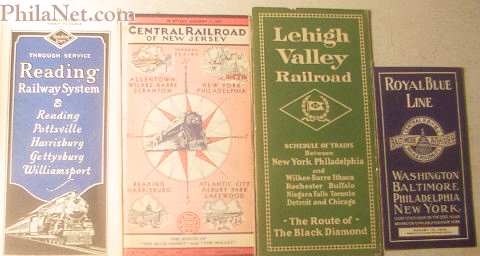 PhilaNet.com
THROUGH SERVICE
Reading
Railway System
&
Reading
Pottsville
Harrisburg
Gettysburg
Williamsport
CENTRAL RAILROAD
OF NEW JERSEY
ALLENTOWN
WILKES-BARRE
SCRANTON
NEW YORK
PHILADELPHIA
READING
HARRISBURG
ATLANTIC CITY
ASBURY PARK
LAKEWOOD
THE ROUTE OF
Lehigh
Valley
Railroad
SCHEDULE OF TRAINS
Between
New York Philadelphia
and
Wilkes-Barre Ithaca
Rochester Buffalo
Niagara Falls Toronto
Detroit and Chicago
The Route of
The Black Diamond
ROYAL BLUE
LINE
WASHINGTON
BALTIMORE
PHILADELPHIA
NEW YORK